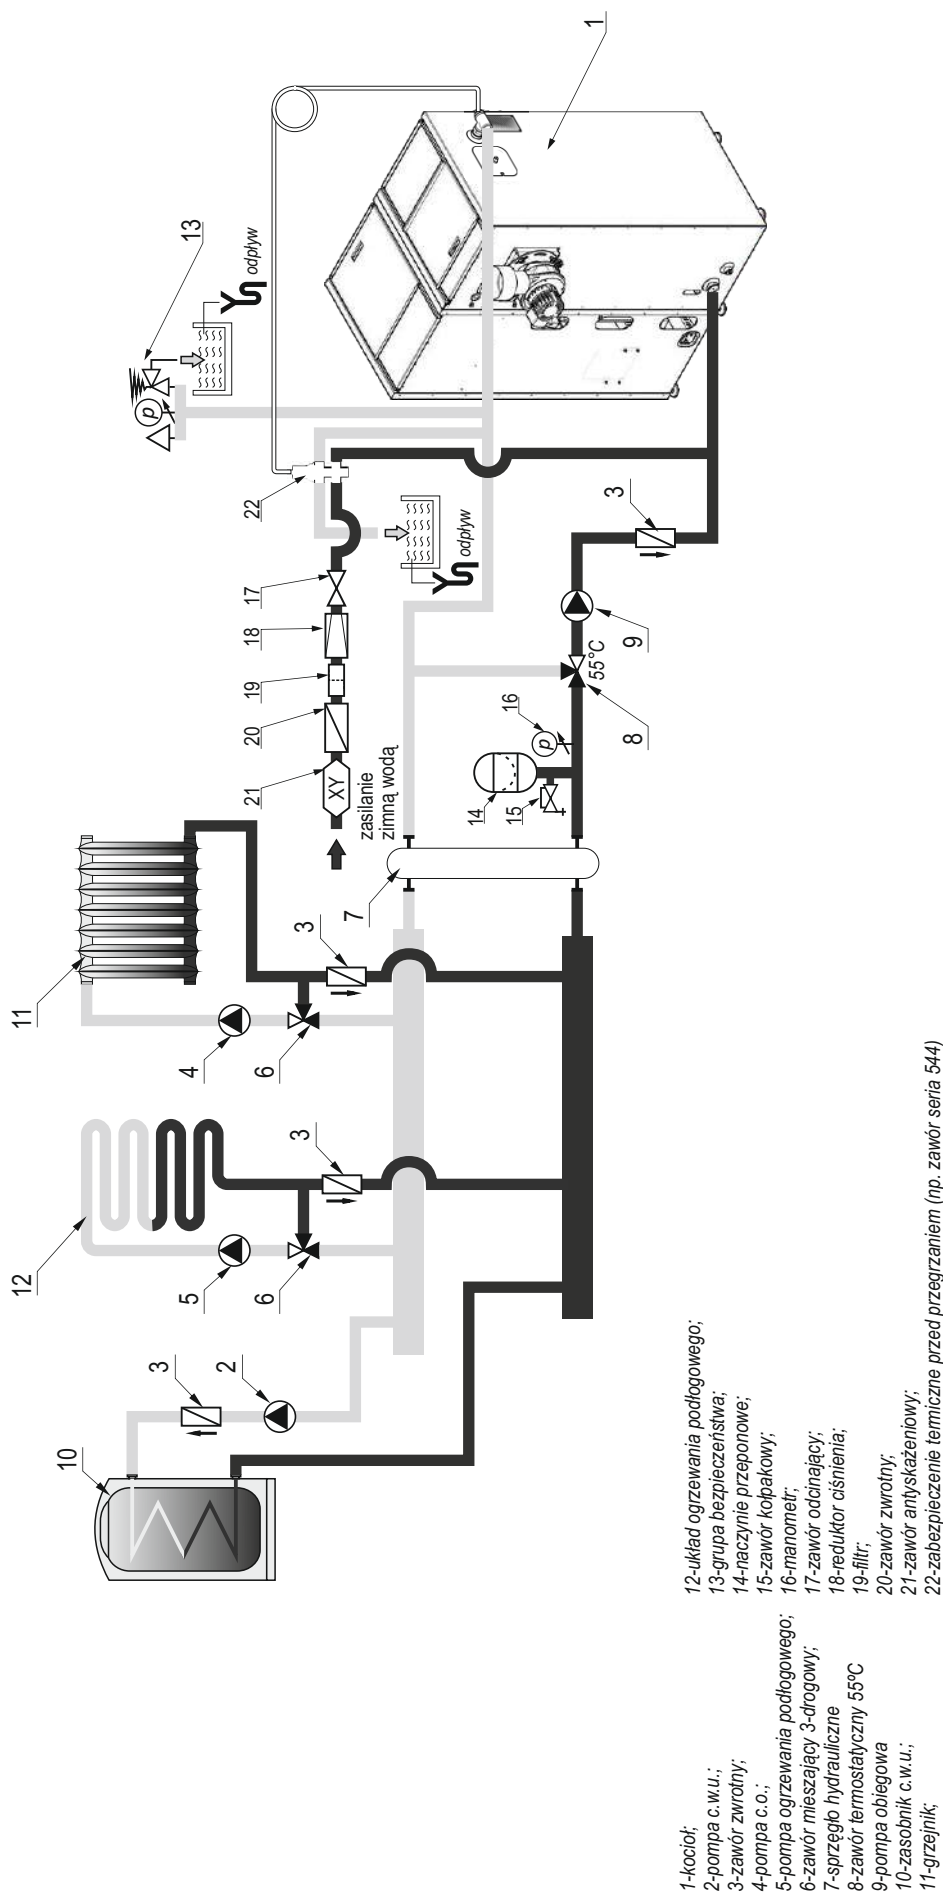 1
13
odpływ
p
22
3
odpływ
17
18
19
20
21
XY
zasilanie
zimną wodą
9
55°C
8
16
p
14
15
7
11
3
4
6
12
3
5
6
10
3
2
1-kocioł;
2-pompa c.w.u.;
3-zawór zwrotny;
4-pompa c.o.;
5-pompa ogrzewania podłogowego;
6-zawór mieszający 3-drogowy;
7-sprzęgło hydrauliczne
8-zawór termostatyczny 55ºC
9-pompa obiegowa
10-zasobnik c.w.u.;
11-grzejnik;
12-układ ogrzewania podłogowego;
13-grupa bezpieczeństwa;
14-naczynie przeponowe;
15-zawór kołpakowy;
16-manometr;
17-zawór odcinający;
18-reduktor ciśnienia;
19-filtr;
20-zawór zwrotny;
21-zawór antyskażeniowy;
22-zabezpieczenie termiczne przed przegrzaniem (np. zawór seria 544)